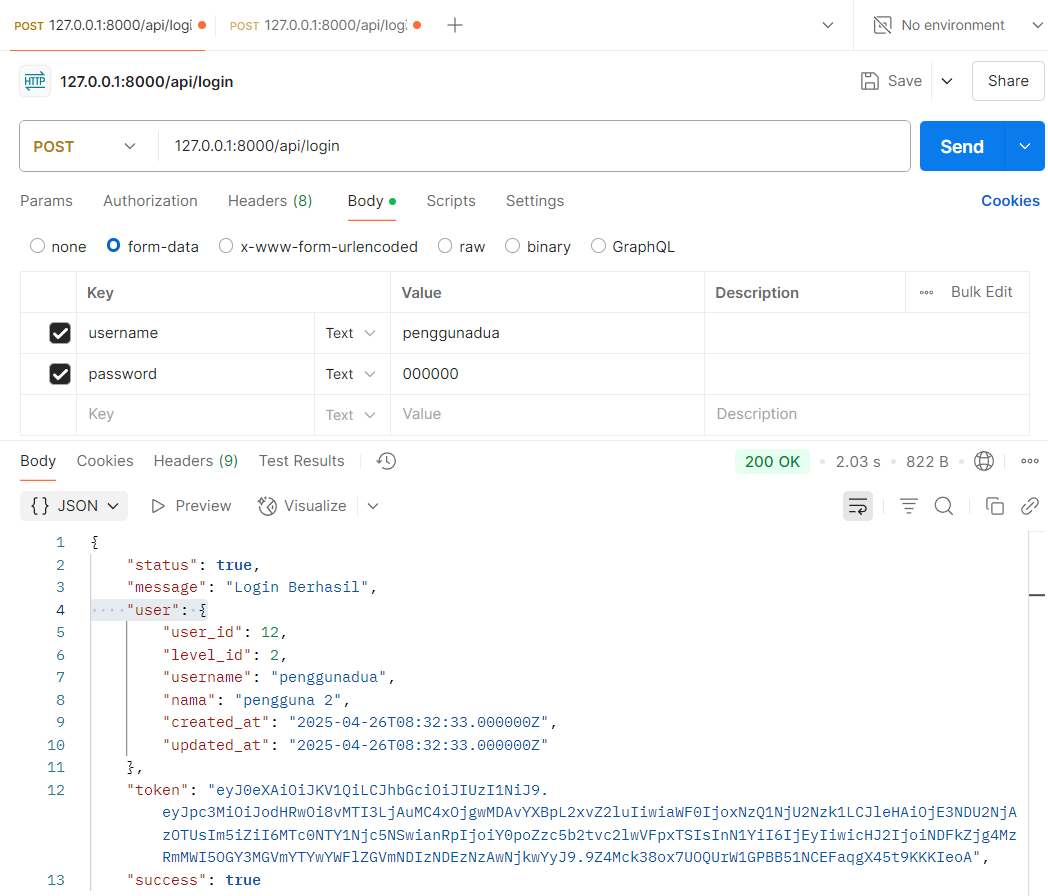 POST 127.0.0.1:8000/api/logi
POST 127.0.0.1:8000/api/log
No environment
HTTP 127.0.0.1:8000/api/login
Save
Share
POST
127.0.0.1:8000/api/login
Send
Params Authorization Headers (8) Body Scripts Settings
Cookies
none form-data x-www-form-urlencoded raw binary GraphQL
Key Value Description Bulk Edit
username Text penggunadua
password Text 000000
Key Text Value Description
Body Cookies Headers (9) Test Results
200 OK 2.03 s 822 B
{} JSON Preview Visualize
1 {
2 "status": true,
3 "message": "Login Berhasil",
4 "user": {
5 "user_id": 12,
6 "level_id": 2,
7 "username": "penggunadua",
8 "nama": "pengguna 2",
9 "created_at": "2025-04-26T08:32:33.000000Z",
10 "updated_at": "2025-04-26T08:32:33.000000Z"
11 },
12 "token": "eyJ0eXAiOiJKV1QiLCJhbGciOiJIUzI1NiJ9.
eyJpc3MiOiJodHRwOi8vMTI3LjAuMC4xOjgwMDAvYXBpL2xvZ2luIiwiaWF0IjoxNzQ1NjU2Nzk1LCJleHAiOjE3NDU2NjA
zOTUsIm5iZiI6MTc0NTY1Njc5NSwianRpIjoiY0poZzc5b2tvc2lwVFpxTSIsInN1YiI6IjEyIiwicHJ2IjoiNDFkZjg4Mz
RmMWI5OGY3MGVmYTYwYWFlZGVmNDIzNDEzNzAwNjkwYyJ9.9Z4Mck38ox7UOQUrW1GPBB51NCEFaqgX45t9KKKIeoA",
13 "success": true